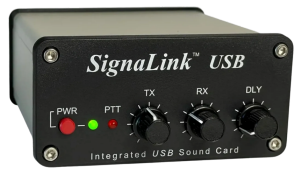 SignaLink™ USB
PWR PTT TX RX DLY
Integrated USB Sound Card